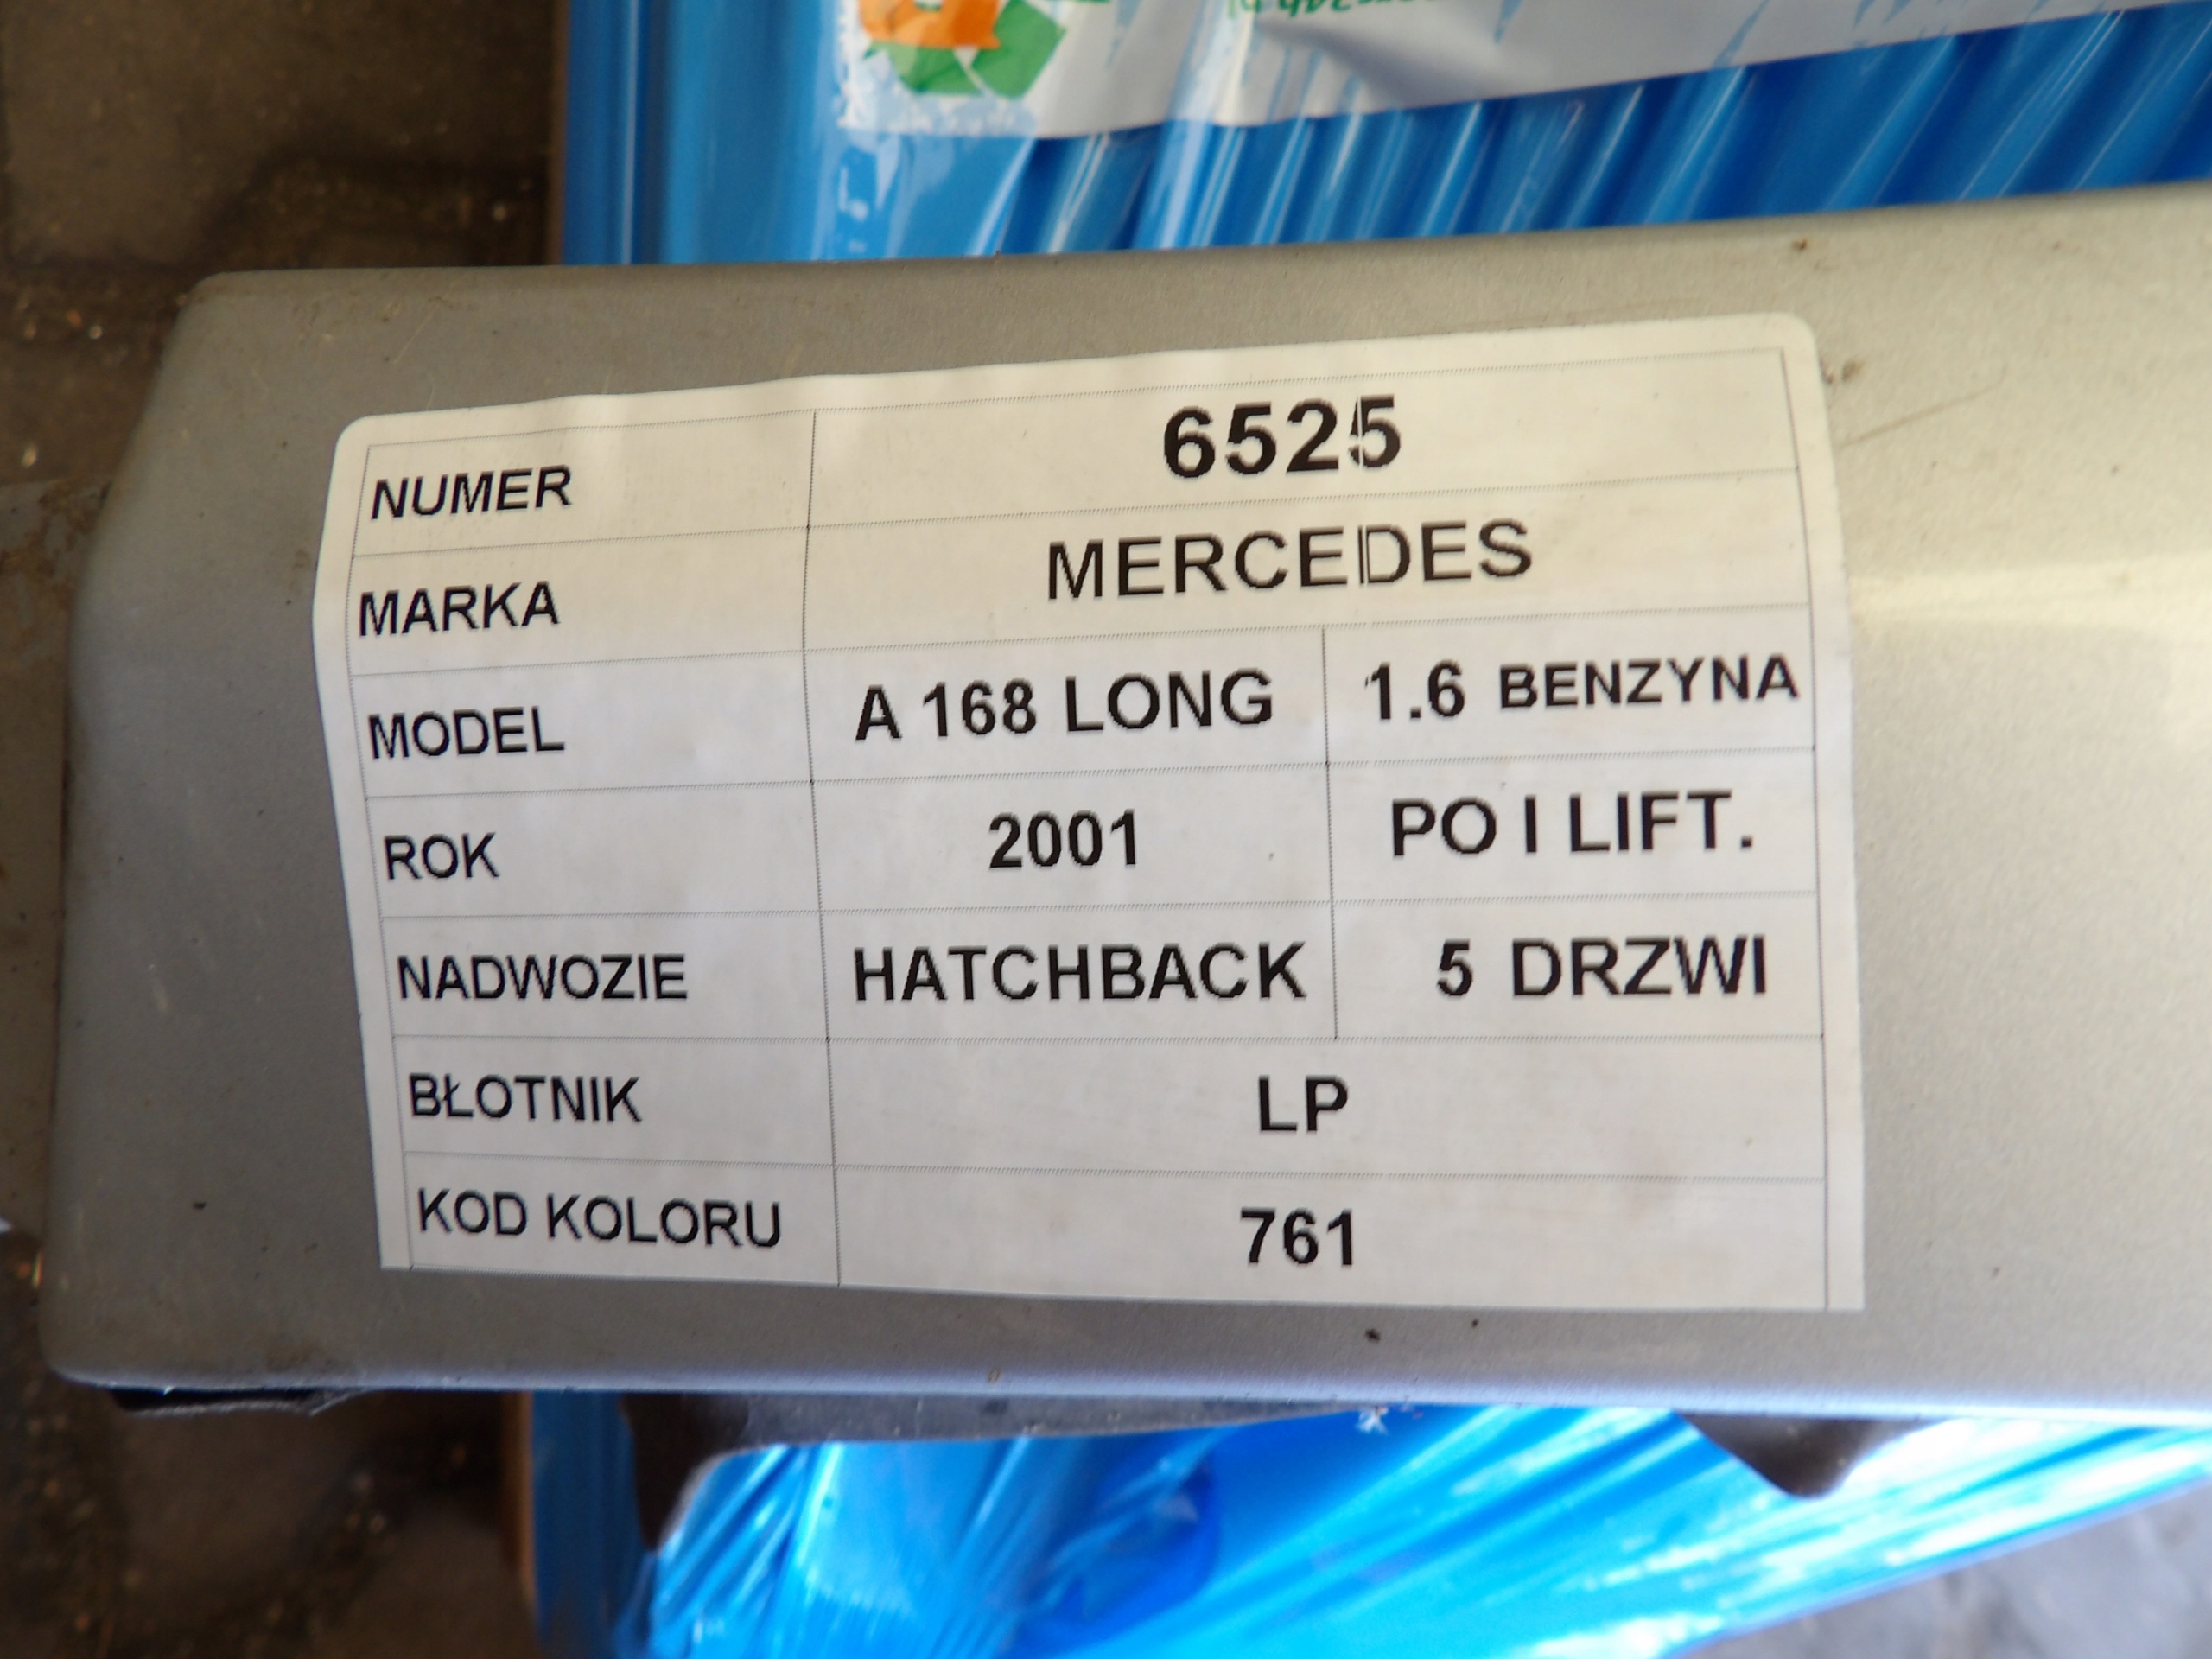 NUMER 6525
MARKA MERCEDES
MODEL A 168 LONG 1.6 BENZYNA
ROK 2001 PO I LIFT.
NADWOZIE HATCHBACK 5 DRZWI
BŁOTNIK LP
KOD KOLORU 761